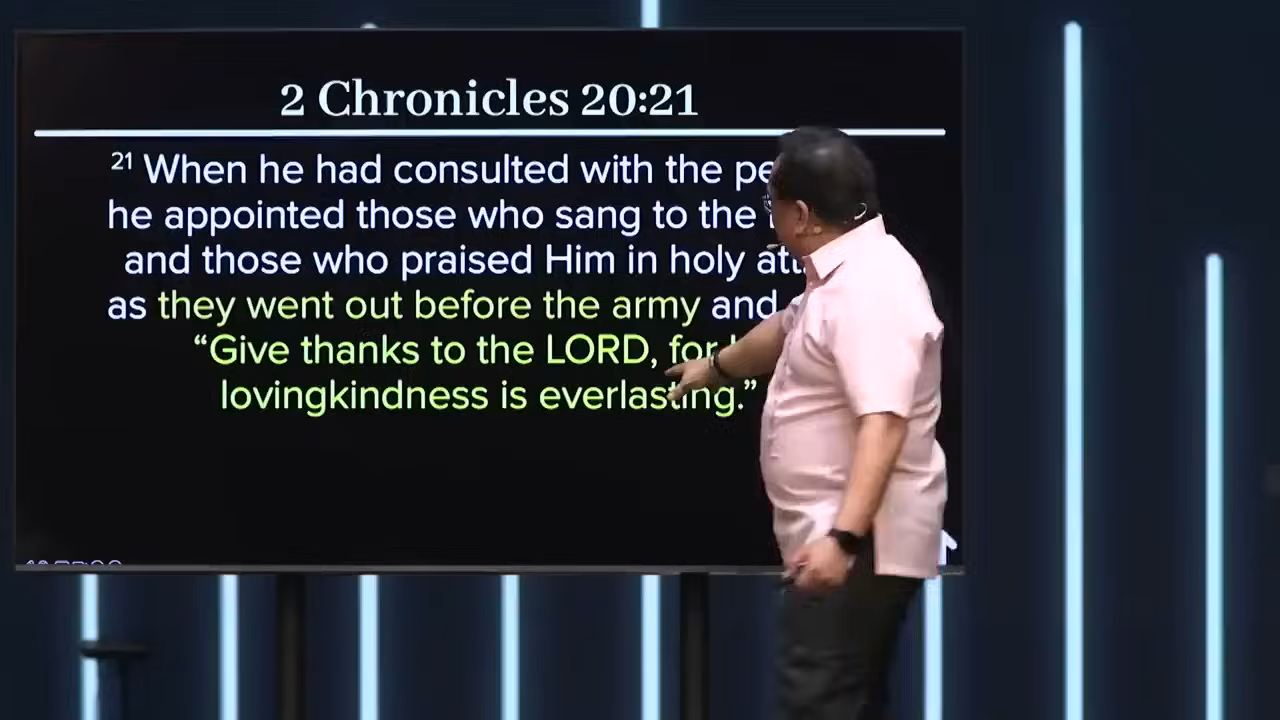 2 Chronicles 20:21
21 When he had consulted with the
he appointed those who sang to the
and those who praised Him in holy
as they went out before the army and
“Give thanks to the LORD, for
lovingkindness is everlasting.”